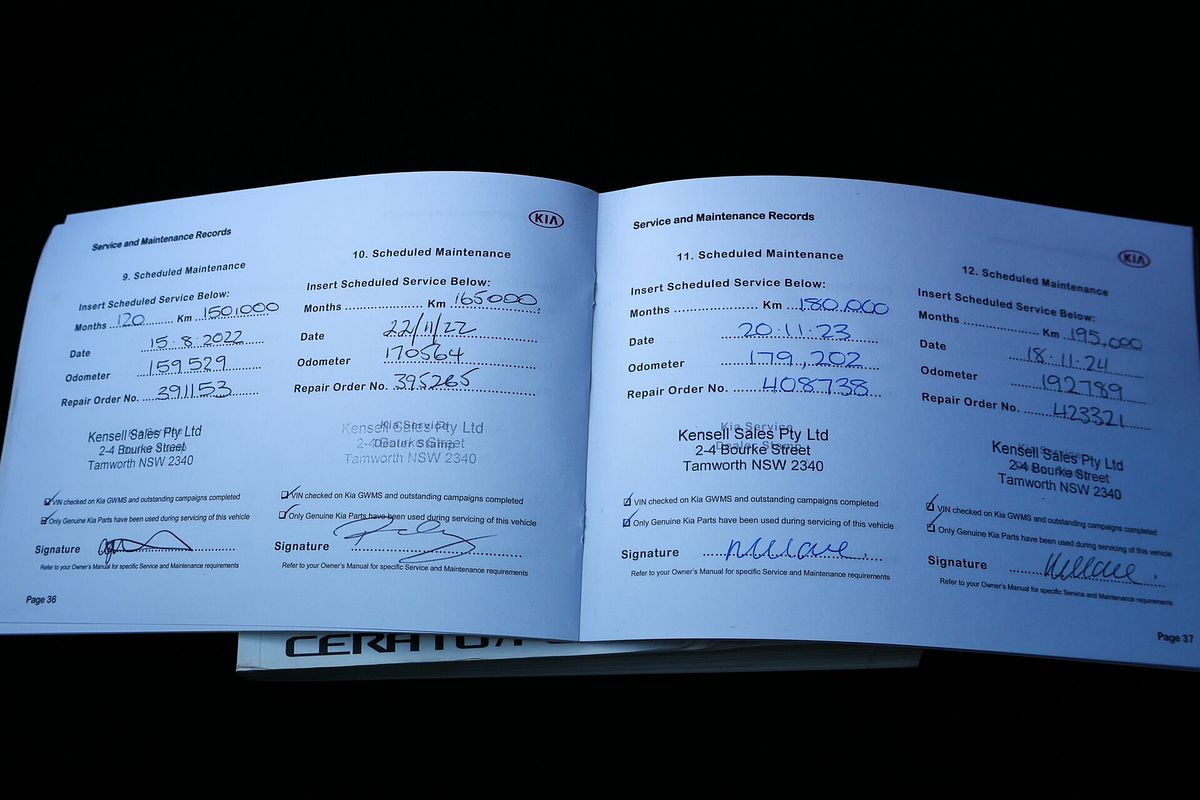 Service and Maintenance Records
KIA
9. Scheduled Maintenance
Insert Scheduled Service Below:
Months 120 Km 150,000
Date 15.8.2022
Odometer 159529
Repair Order No. 391153
Kensell Sales Pty Ltd
2-4 Bourke Street
Tamworth NSW 2340
VIN checked on Kia GWMS and outstanding campaigns completed
Only Genuine Kia Parts have been used during servicing of this vehicle
Signature
Refer to your Owner's Manual for specific Service and Maintenance requirements
Page 36
10. Scheduled Maintenance
Insert Scheduled Service Below:
Months Km 165000
Date 22/11/22
Odometer 170564
Repair Order No. 395265
Kia Service
Dealer Stamp
Kensell Sales Pty Ltd
2-4 Bourke Street
Tamworth NSW 2340
VIN checked on Kia GWMS and outstanding campaigns completed
Only Genuine Kia Parts have been used during servicing of this vehicle
Signature
Refer to your Owner's Manual for specific Service and Maintenance requirements
Service and Maintenance Records
KIA
11. Scheduled Maintenance
Insert Scheduled Service Below:
Months Km 180,000
Date 20.11.23
Odometer 179,202
Repair Order No. 408738
Kia Service
Dealer Stamp
Kensell Sales Pty Ltd
2-4 Bourke Street
Tamworth NSW 2340
VIN checked on Kia GWMS and outstanding campaigns completed
Only Genuine Kia Parts have been used during servicing of this vehicle
Signature
Refer to your Owner's Manual for specific Service and Maintenance requirements
12. Scheduled Maintenance
Insert Scheduled Service Below:
Months Km 195,000
Date 18.11.24
Odometer 192789
Repair Order No. 423321
Kensell Sales Pty Ltd
2-4 Bourke Street
Tamworth NSW 2340
VIN checked on Kia GWMS and outstanding campaigns completed
Only Genuine Kia Parts have been used during servicing of this vehicle
Signature
Refer to your Owner's Manual for specific Service and Maintenance requirements
Page 37
CERATO